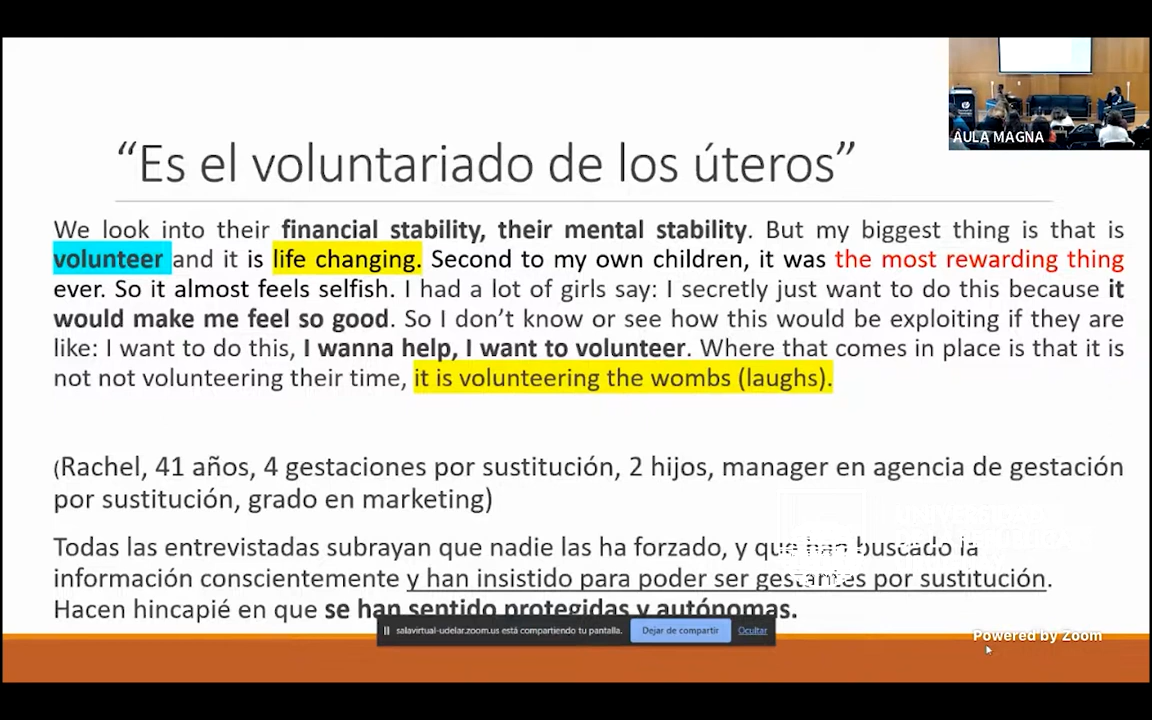 AULA MAGNA
“Es el voluntariado de los úteros”
We look into their financial stability, their mental stability. But my biggest thing is that is
volunteer and it is life changing. Second to my own children, it was the most rewarding thing
ever. So it almost feels selfish. I had a lot of girls say: I secretly just want to do this because it
would make me feel so good. So I don’t know or see how this would be exploiting if they are
like: I want to do this, I wanna help, I want to volunteer. Where that comes in place is that it is
not not volunteering their time, it is volunteering the wombs (laughs).
(Rachel, 41 años, 4 gestaciones por sustitución, 2 hijos, manager en agencia de gestación
por sustitución, grado en marketing)
Todas las entrevistadas subrayan que nadie las ha forzado, y que han buscado la
información conscientemente y han insistido para poder ser gestantes por sustitución.
Hacen hincapié en que se han sentido protegidas y autónomas.
salavirtual-udelar.zoom.us está compartiendo tu pantalla. Dejar de compartir Ocultar
Powered by Zoom